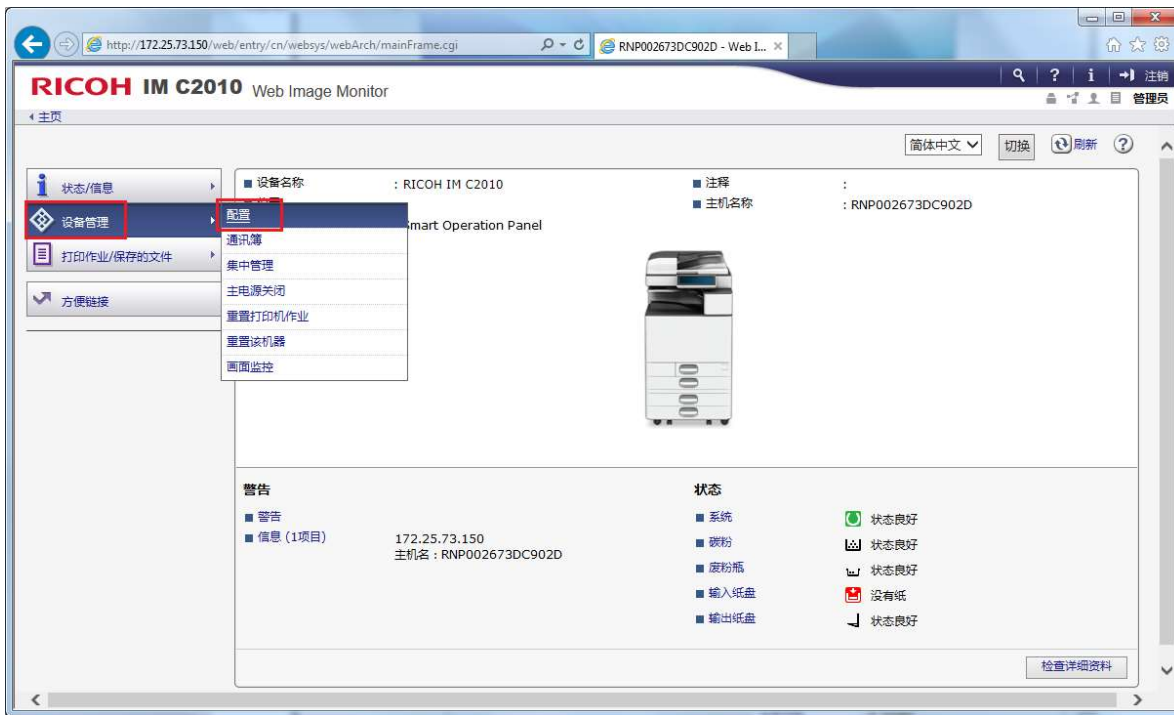 http://172.25.73.150/web/entry/cn/websys/webArch/mainFrame.cgi
RNP002673DC902D - Web I...
RICOH IM C2010 Web Image Monitor
? i 注销
管理员
主页
简体中文 切换 刷新 ?
状态/信息
设备管理
打印作业/保存的文件
方便链接
配置
通讯簿
集中管理
主电源关闭
重置打印机作业
重置该机器
画面监控
设备名称 : RICOH IM C2010
注释 :
Smart Operation Panel
主机名称 : RNP002673DC902D
警告
警告
信息 (1项目) 172.25.73.150
主机名 : RNP002673DC902D
状态
系统 状态良好
碳粉 状态良好
废粉瓶 状态良好
输入纸盘 没有纸
输出纸盘 状态良好
检查详细资料